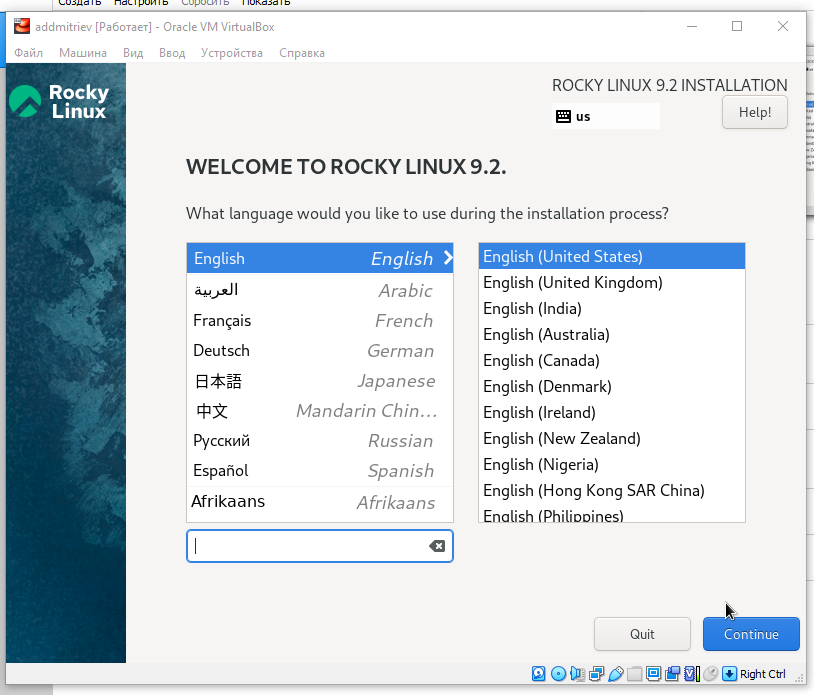 Создать Настроить Сбросить Показать
addmitriev [Работает] - Oracle VM VirtualBox
Файл Машина Вид Ввод Устройства Справка
Rocky
Linux
ROCKY LINUX 9.2 INSTALLATION
us
Help!
WELCOME TO ROCKY LINUX 9.2.
What language would you like to use during the installation process?
English English
العربية Arabic
Français French
Deutsch German
日本語 Japanese
中文 Mandarin Chin…
Русский Russian
Español Spanish
Afrikaans Afrikaans
English (United States)
English (United Kingdom)
English (India)
English (Australia)
English (Canada)
English (Denmark)
English (Ireland)
English (New Zealand)
English (Nigeria)
English (Hong Kong SAR China)
English (Philippines)
Quit
Continue
Right Ctrl